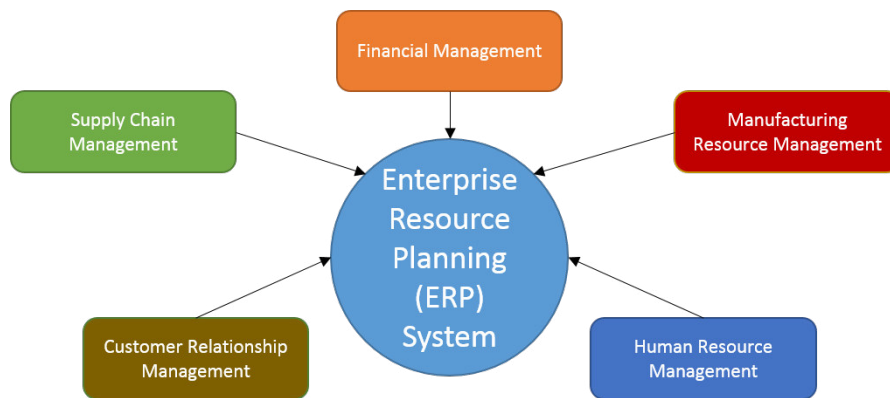 Financial Management
Supply Chain
Management
Manufacturing
Resource Management
Enterprise
Resource
Planning
(ERP)
System
Customer Relationship
Management
Human Resource
Management